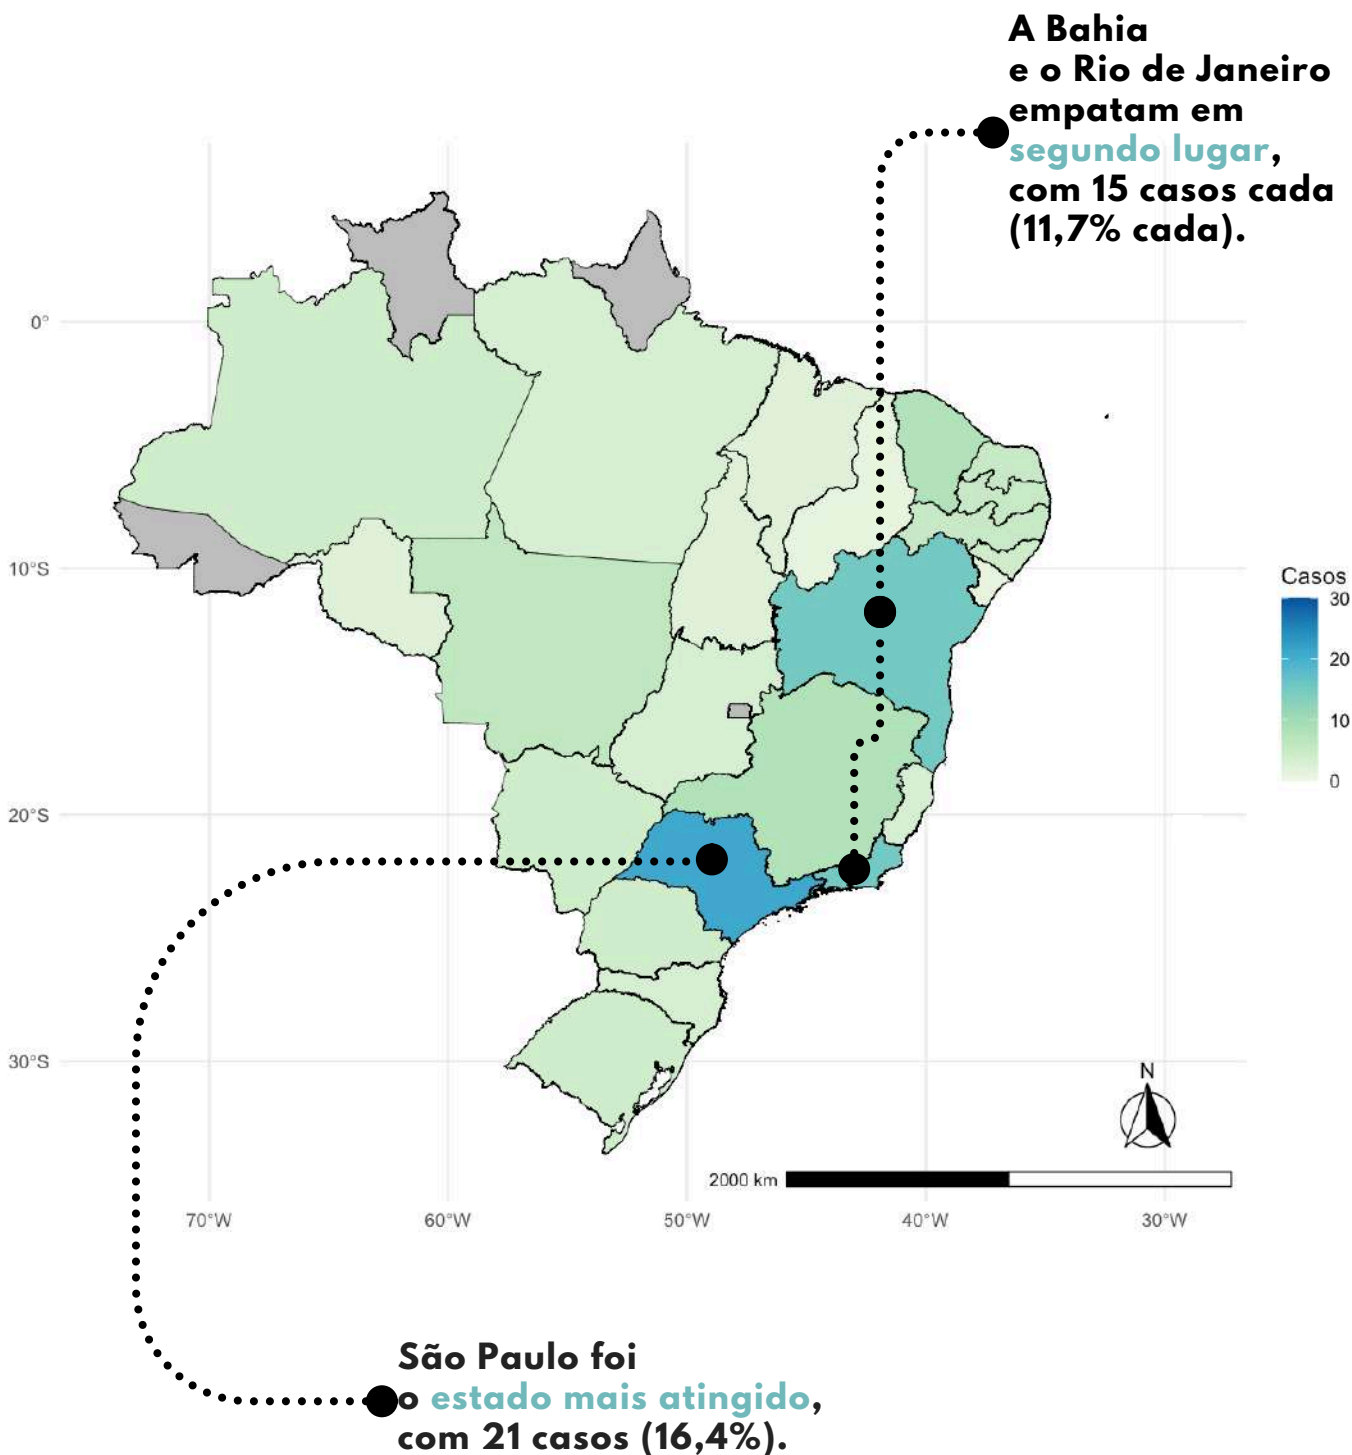 A Bahia
e o Rio de Janeiro
empatam em
segundo lugar,
com 15 casos cada
(11,7% cada).
0°
10°S
20°S
30°S
Casos
30
20
10
0
N
2000 km
70°W
60°W
50°W
40°W
30°W
São Paulo foi
o estado mais atingido,
com 21 casos (16,4%).